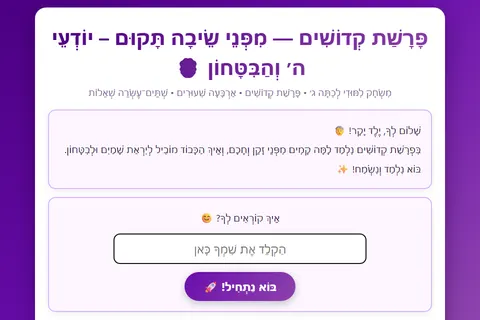 פָּרָשַׁת קְדוֹשִׁים — מִפְּנֵי שֵׂיבָה תָּקוּם – יוֹדְעֵי
ה׳ וְהַבִּטָּחוֹן
מִשְׂחַק לִמּוּדִי לְכִתָּה ג׳ • פָּרָשַׁת קְדוֹשִׁים • אַרְבָּעָה שִׁעוּרִים • שְׁתֵּים־עֶשְׂרֵה שְׁאֵלוֹת
שָׁלוֹם לְךָ, יֶלֶד יָקָר!
בְּפָרָשַׁת קְדוֹשִׁים נִלְמַד לָמָּה קָמִים מִפְּנֵי זָקֵן וְחָכָם, וְאֵיךְ הַכָּבוֹד מוֹבִיל לְיִרְאַת שָׁמַיִם וּלְבִטָּחוֹן.
בּוֹא נִלְמַד וְנִשְׂמַח! ✨
אֵיךְ קוֹרְאִים לְךָ? 😊
הַקְלֵד אֶת שִׁמְךָ כָּאן
בּוֹא נַתְחִיל! 🚀